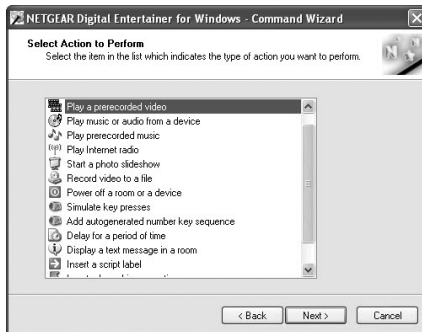 NETGEAR Digital Entertainer for Windows - Command Wizard
Select Action to Perform
Select the item in the list which indicates the type of action you want to perform.
Play a prerecorded video
Play music or audio from a device
Play prerecorded music
Play Internet radio
Start a photo slideshow
Record video to a file
Power off a room or a device
Simulate key presses
Add autogenerated number key sequence
Delay for a period of time
Display a text message in a room
Insert a script label
< Back Next > Cancel